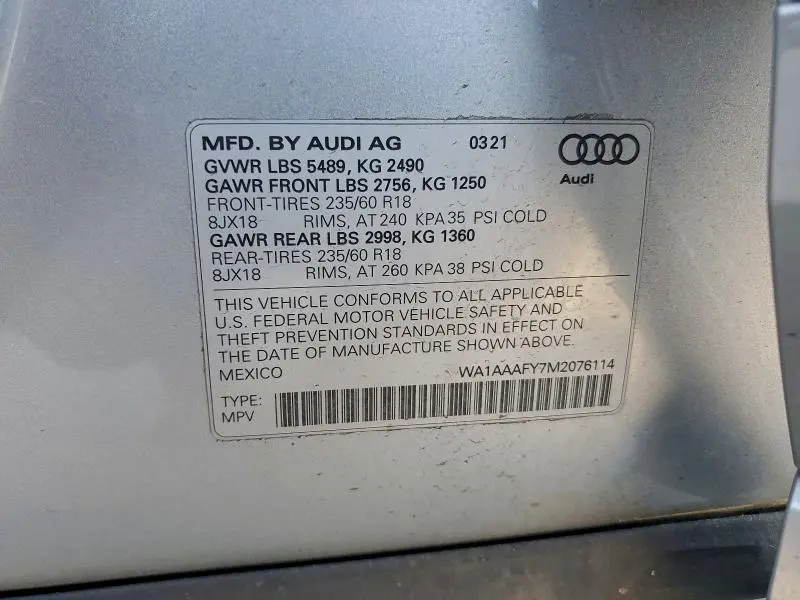 MFD. BY AUDI AG 0321
GVWR LBS 5489, KG 2490
GAWR FRONT LBS 2756, KG 1250
Audi
FRONT-TIRES 235/60 R18
8JX18 RIMS, AT 240 KPA 35 PSI COLD
GAWR REAR LBS 2998, KG 1360
REAR-TIRES 235/60 R18
8JX18 RIMS, AT 260 KPA 38 PSI COLD
THIS VEHICLE CONFORMS TO ALL APPLICABLE
U.S. FEDERAL MOTOR VEHICLE SAFETY AND
THEFT PREVENTION STANDARDS IN EFFECT ON
THE DATE OF MANUFACTURE SHOWN ABOVE.
MEXICO WA1AAAFY7M2076114
TYPE:
MPV